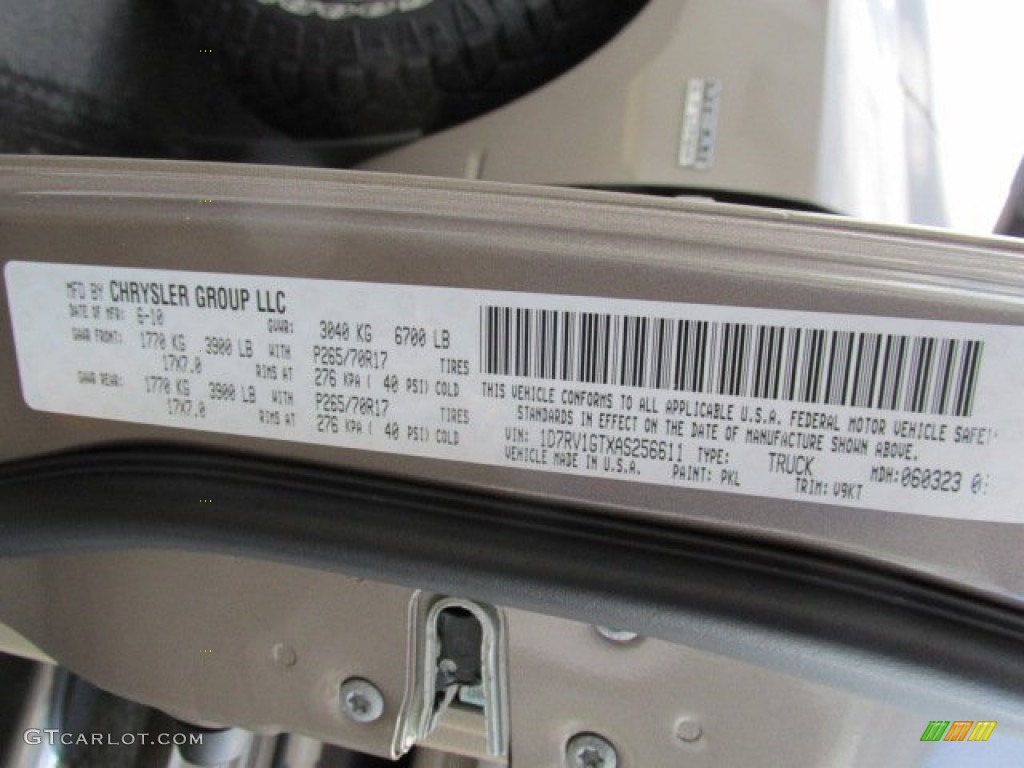 MFD BY CHRYSLER GROUP LLC
DATE OF MFR: 6-10 GVWR: 3040 KG 6700 LB
GAWR FRONT: 1770 KG 3900 LB WITH P265/70R17 TIRES
17X7.0 RIMS AT 276 KPA ( 40 PSI) COLD
GAWR REAR: 1770 KG 3900 LB WITH P265/70R17 TIRES
17X7.0 RIMS AT 276 KPA ( 40 PSI) COLD
THIS VEHICLE CONFORMS TO ALL APPLICABLE U.S.A. FEDERAL MOTOR VEHICLE SAFET
STANDARDS IN EFFECT ON THE DATE OF MANUFACTURE SHOWN ABOVE.
VIN: 1D7RV1GTXAS256611 TYPE: TRUCK MDH:060323 0
VEHICLE MADE IN U.S.A. PAINT: PKL TRIM: V9KT
GTCARLOT.COM